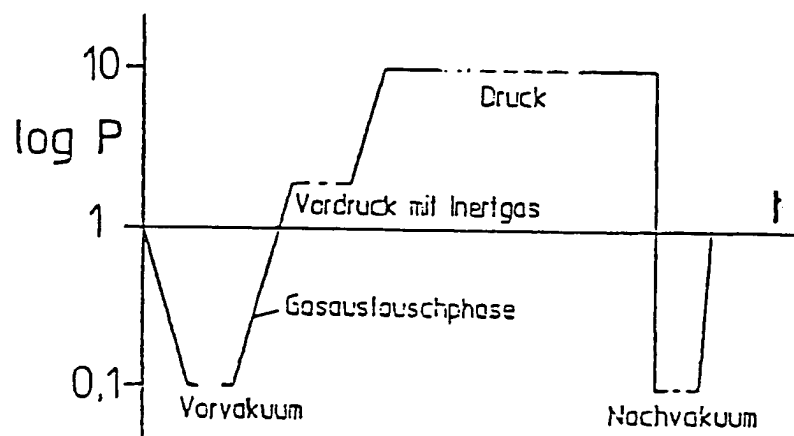 10
Druck
log P
Vordruck mit Inertgas
t
1
Gasaustauschphase
0,1
Vorvakuum
Nachvakuum